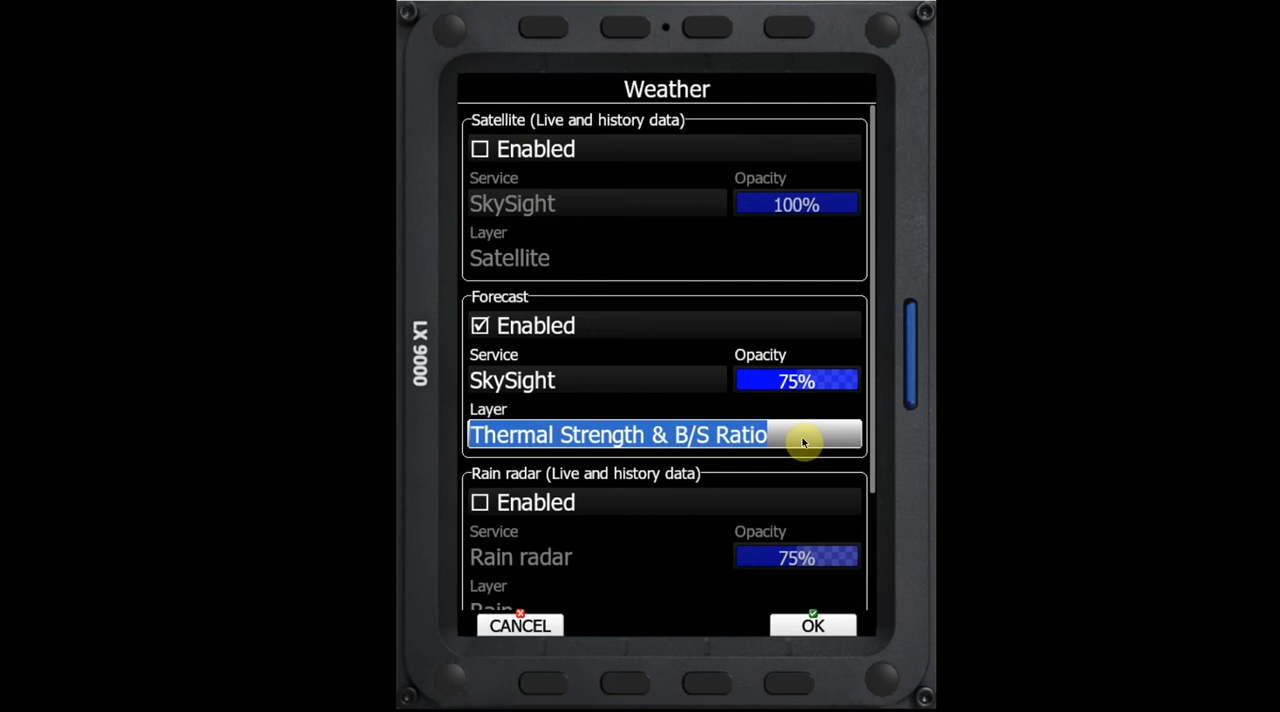 Weather
Satellite (Live and history data)
Enabled
Service Opacity
SkySight 100%
Layer
Satellite
Forecast
Enabled
Service Opacity
SkySight 75%
Layer
Thermal Strength & B/S Ratio
Rain radar (Live and history data)
Enabled
Service Opacity
Rain radar 75%
Layer
Rain
CANCEL OK
LX 9000